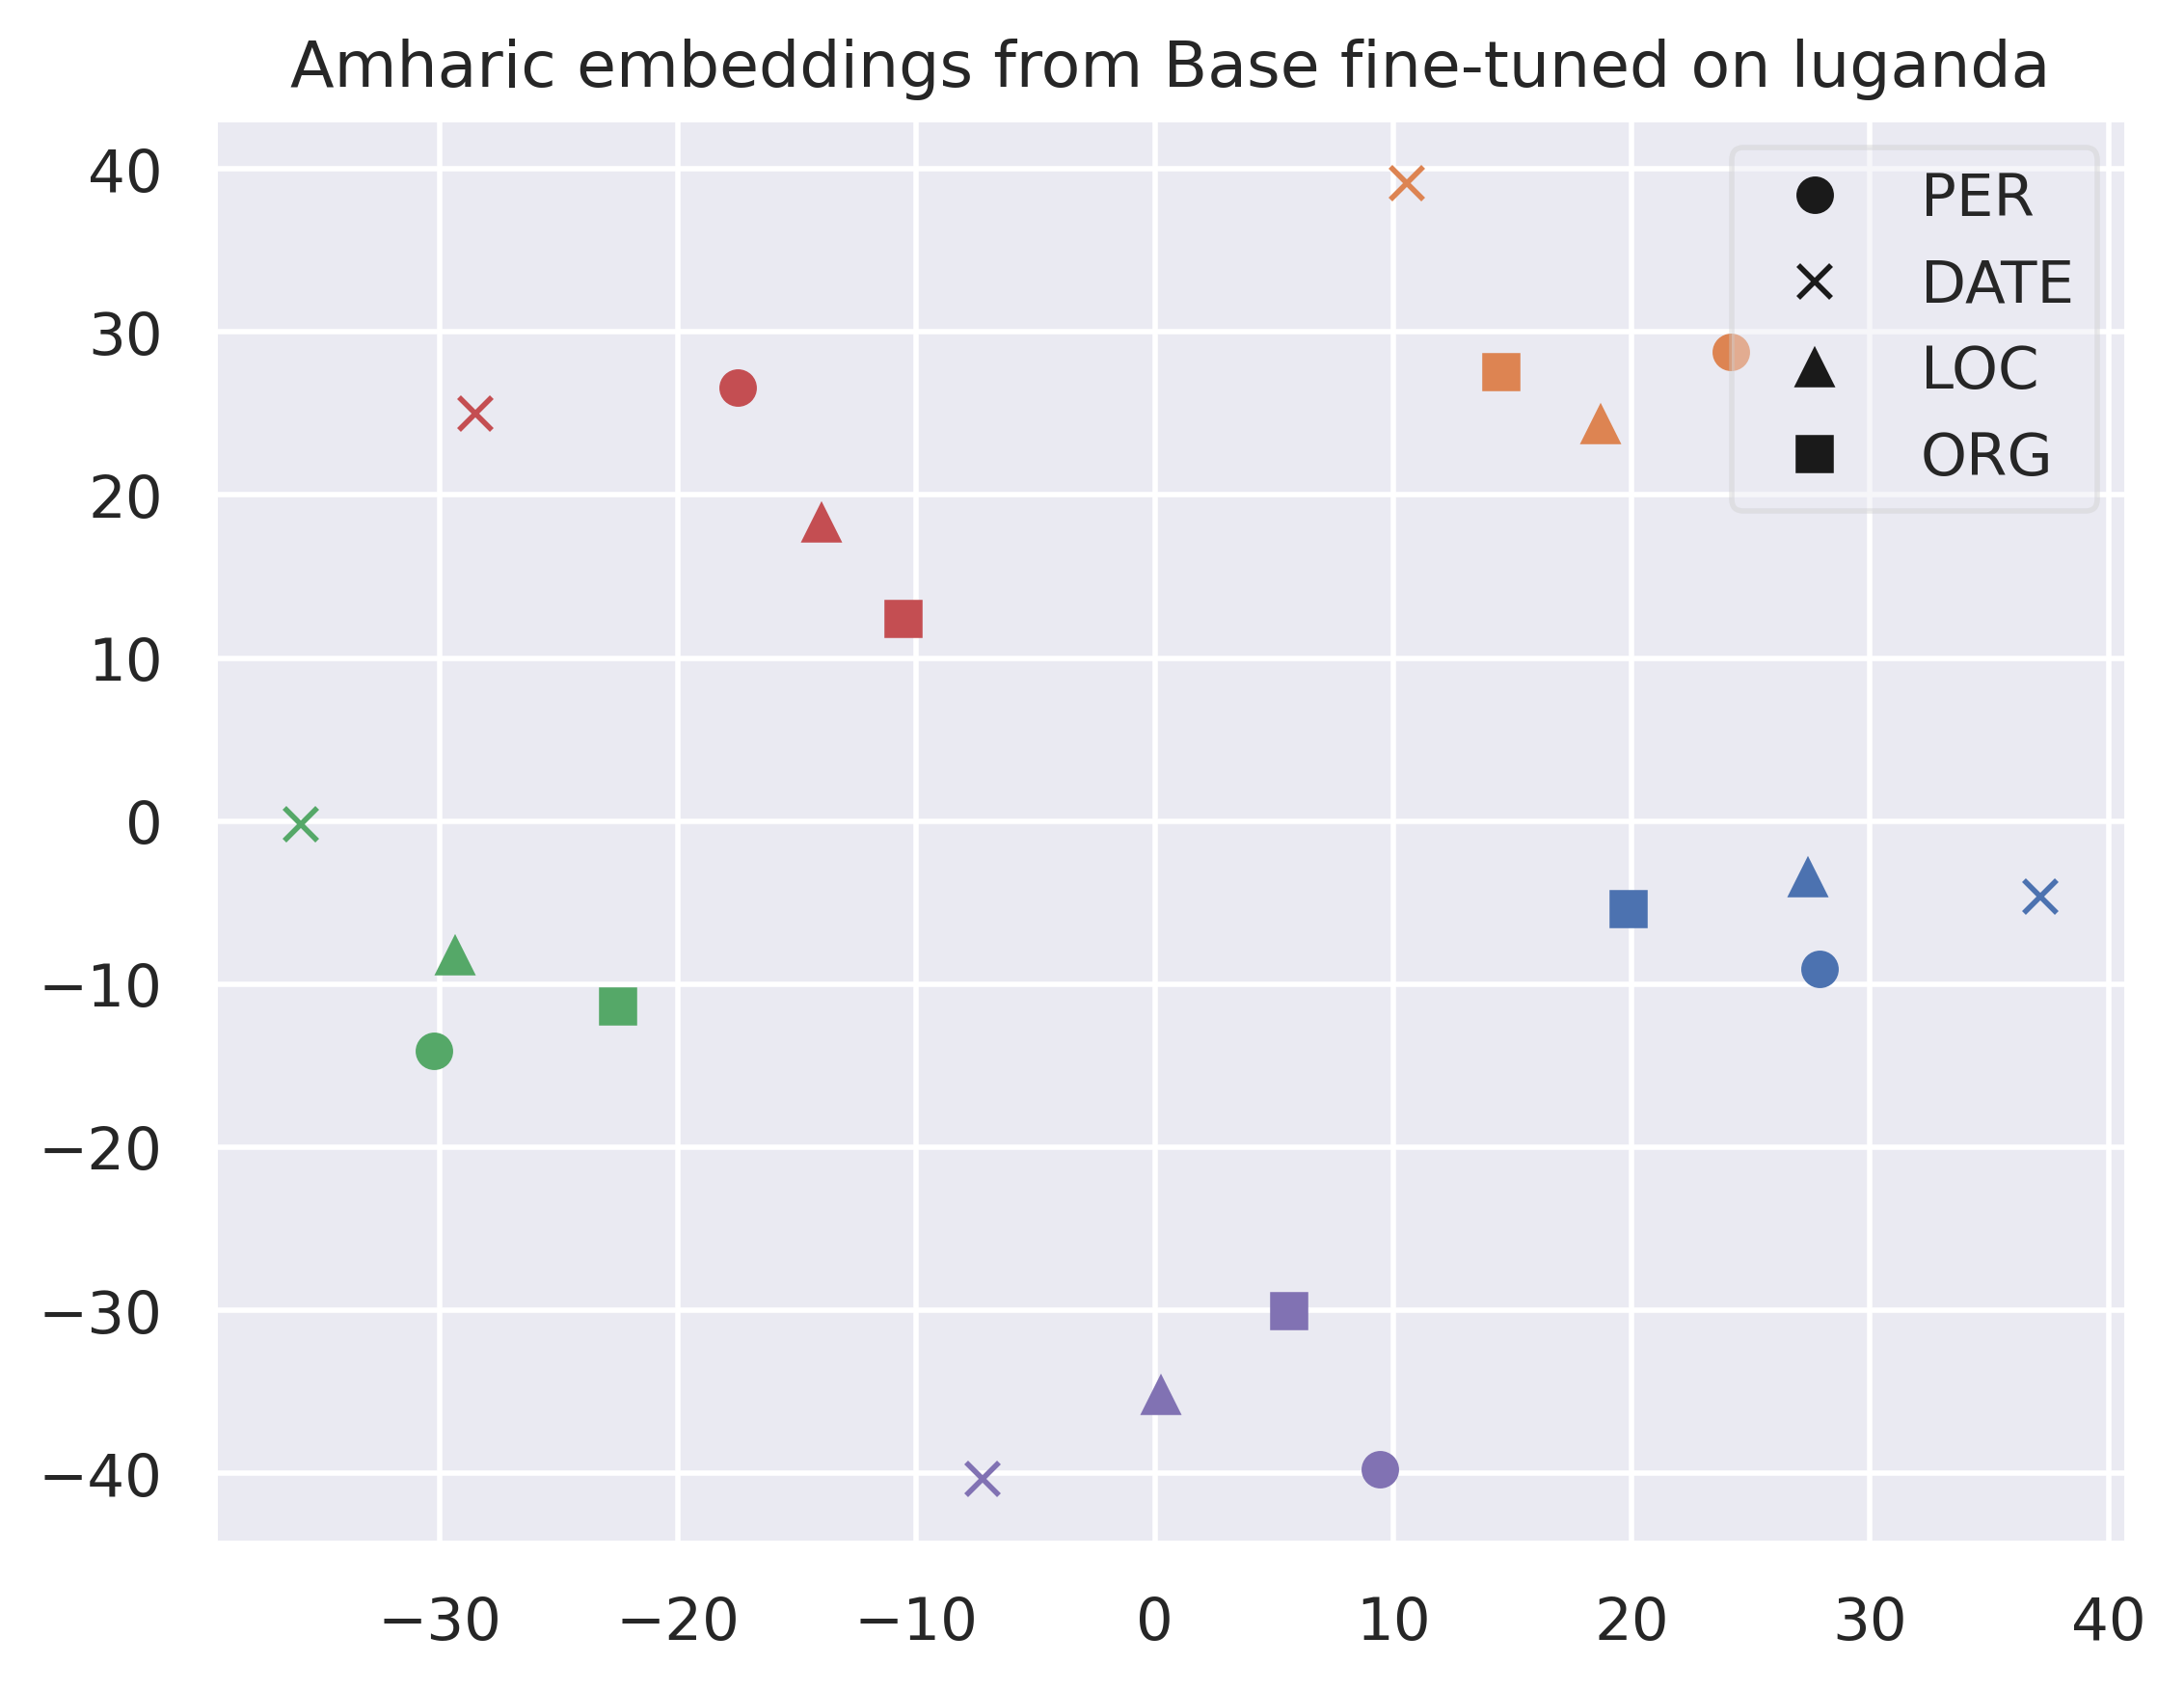 Amharic embeddings from Base fine-tuned on luganda
40
30
20
10
0
−10
−20
−30
−40
PER
DATE
LOC
ORG
−30 −20 −10 0 10 20 30 40